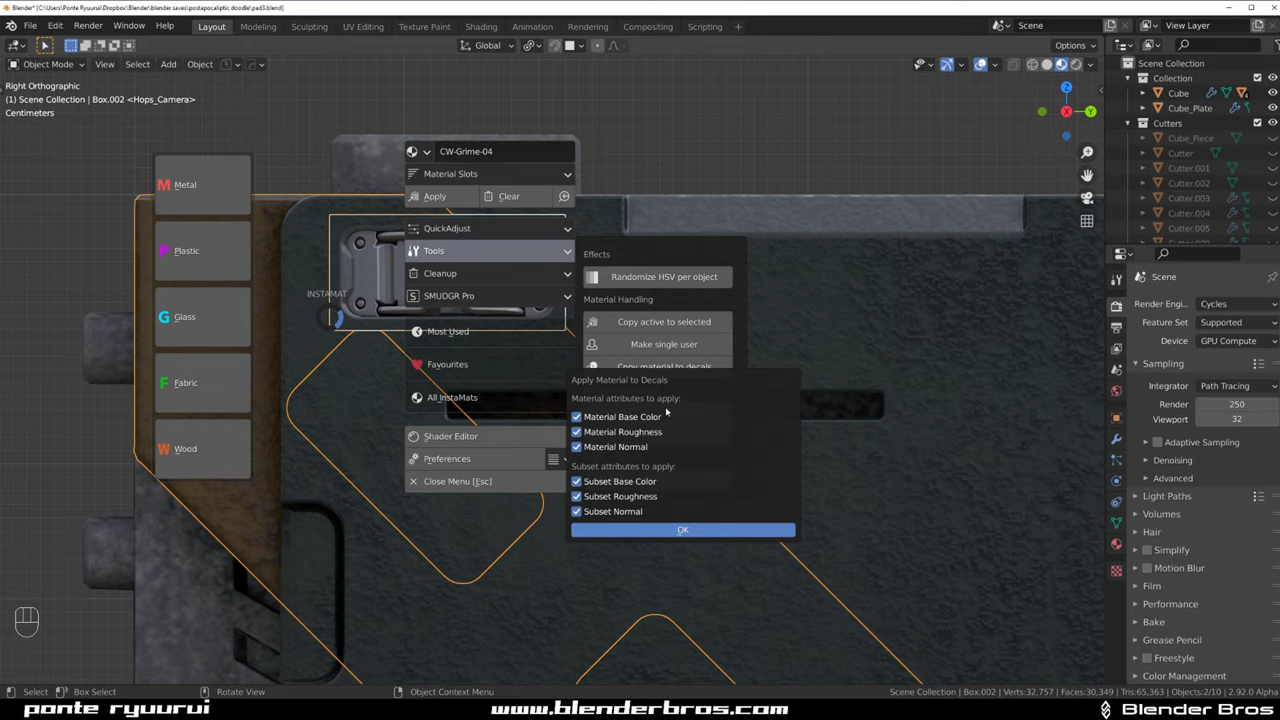 Blender* [C:\Users\Ponte Ryuurui\Dropbox\Blender\blender saves\postapocaliptic doodle\pad3.blend]
File Edit Render Window Help Layout Modeling Sculpting UV Editing Texture Paint Shading Animation Rendering Compositing Scripting + Scene View Layer
Global Options
Object Mode View Select Add Object
Right Orthographic
(1) Scene Collection | Box.002 <Hops_Camera>
Centimeters
Z
Y
X
M Metal
P Plastic
G Glass
F Fabric
W Wood
INSTAMAT
CW-Grime-04
Material Slots
Apply Clear
QuickAdjust
Tools
Cleanup
S SMUDGR Pro
Most Used
Favourites
All InstaMats
Shader Editor
Preferences
Close Menu [Esc]
Effects
Randomize HSV per object
Material Handling
Copy active to selected
Make single user
Copy material to decals
Apply Material to Decals
Material attributes to apply:
Material Base Color
Material Roughness
Material Normal
Subset attributes to apply:
Subset Base Color
Subset Roughness
Subset Normal
OK
Scene Collection
Collection
Cube
4
Cube_Plate
Cutters
Cube_Piece
Cutter
Cutter.001
Cutter.002
Cutter.003
Cutter.004
Cutter.005
Scene
Render Engi... Cycles
Feature Set Supported
Device GPU Compute
Sampling
Integrator Path Tracing
Render 250
Viewport 32
Adaptive Sampling
Denoising
Advanced
Light Paths
Volumes
Hair
Simplify
Motion Blur
Film
Performance
Bake
Grease Pencil
Freestyle
Color Management
Select Box Select Rotate View Object Context Menu Scene Collection | Box.002 | Verts:32,757 | Faces:30,349 | Tris:65,363 | Objects:2/10 | 2.92.0 Alpha
ponte ryuurui www.blenderbros.com Blender Bros